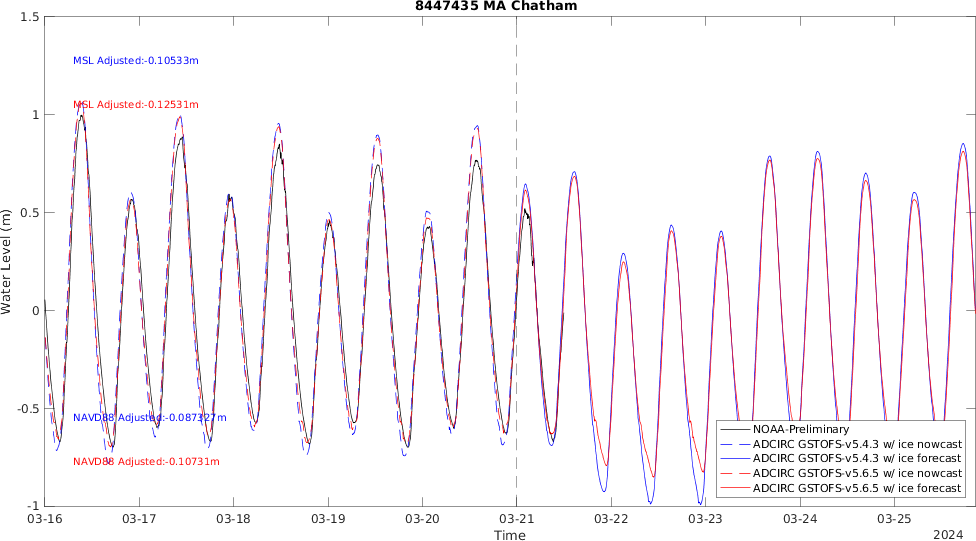 8447435 MA Chatham
1.5
1
0.5
0
-0.5
-1
Water Level (m)
MSL Adjusted:-0.10533m
MSL Adjusted:-0.12531m
NAVD88 Adjusted:-0.087327m
NAVD88 Adjusted:-0.10731m
NOAA-Preliminary
ADCIRC GSTOFS-v5.4.3 w/ ice nowcast
ADCIRC GSTOFS-v5.4.3 w/ ice forecast
ADCIRC GSTOFS-v5.6.5 w/ ice nowcast
ADCIRC GSTOFS-v5.6.5 w/ ice forecast
03-16 03-17 03-18 03-19 03-20 03-21 03-22 03-23 03-24 03-25
Time
2024